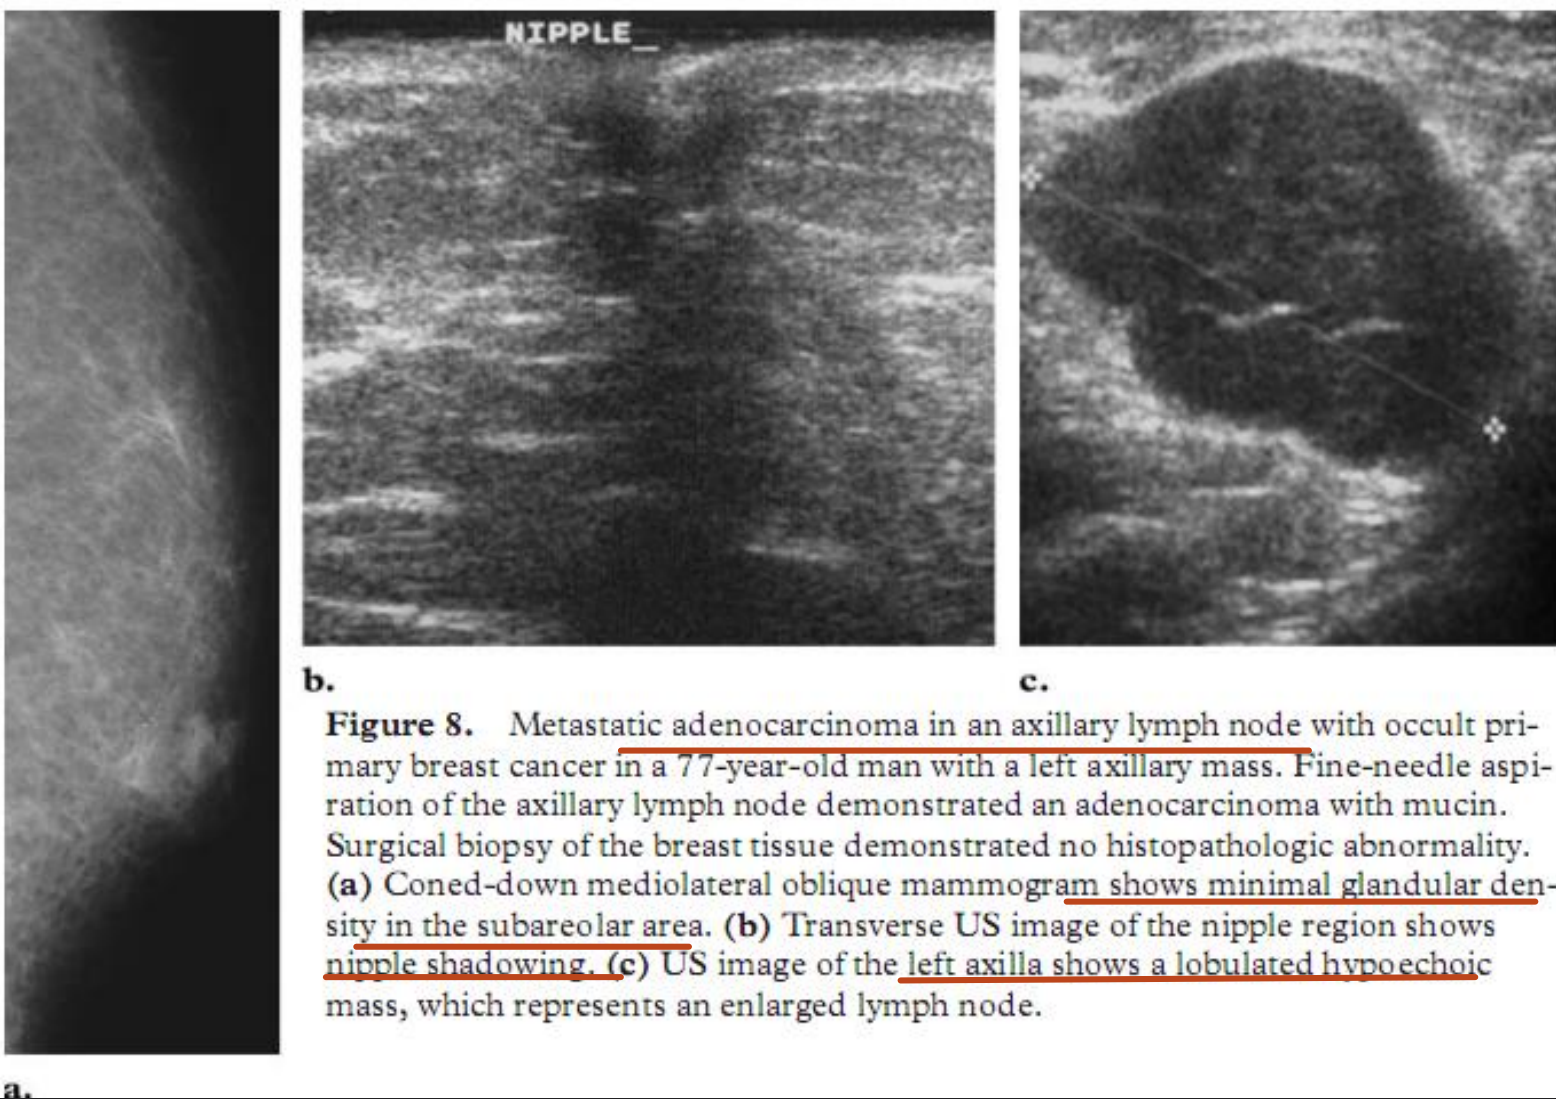 NIPPLE_
b.
c.
Figure 8. Metastatic adenocarcinoma in an axillary lymph node with occult pri-
mary breast cancer in a 77-year-old man with a left axillary mass. Fine-needle aspi-
ration of the axillary lymph node demonstrated an adenocarcinoma with mucin.
Surgical biopsy of the breast tissue demonstrated no histopathologic abnormality.
(a) Coned-down mediolateral oblique mammogram shows minimal glandular den-
sity in the subareolar area. (b) Transverse US image of the nipple region shows
nipple shadowing. (c) US image of the left axilla shows a lobulated hypoechoic
mass, which represents an enlarged lymph node.
a.